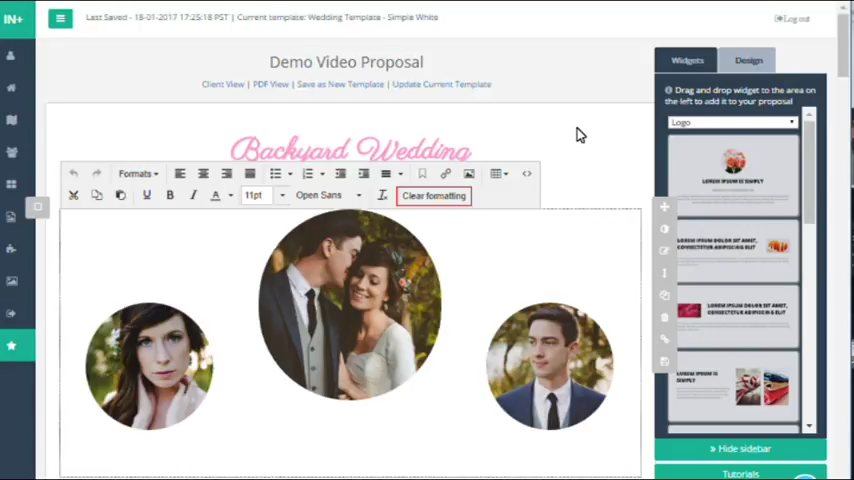 IN+
Last Saved - 18-01-2017 17:25:18 PST | Current template: Wedding Template - Simple White
Log out
Demo Video Proposal
Client View | PDF View | Save as New Template | Update Current Template
Widgets
Design
Drag and drop widget to the area on
the left to add it to your proposal
Logo
Backyard Wedding
Formats
11pt
Open Sans
Clear formatting
LOREM IPSUM IS SIMPLY
LOREM IPSUM DOLOR SIT AMET,
CONSECTETUR ADIPISCING ELIT
LOREM IPSUM DOLOR SIT AMET,
CONSECTETUR ADIPISCING ELIT
LOREM IPSUM IS
SIMPLY
» Hide sidebar
Tutorials